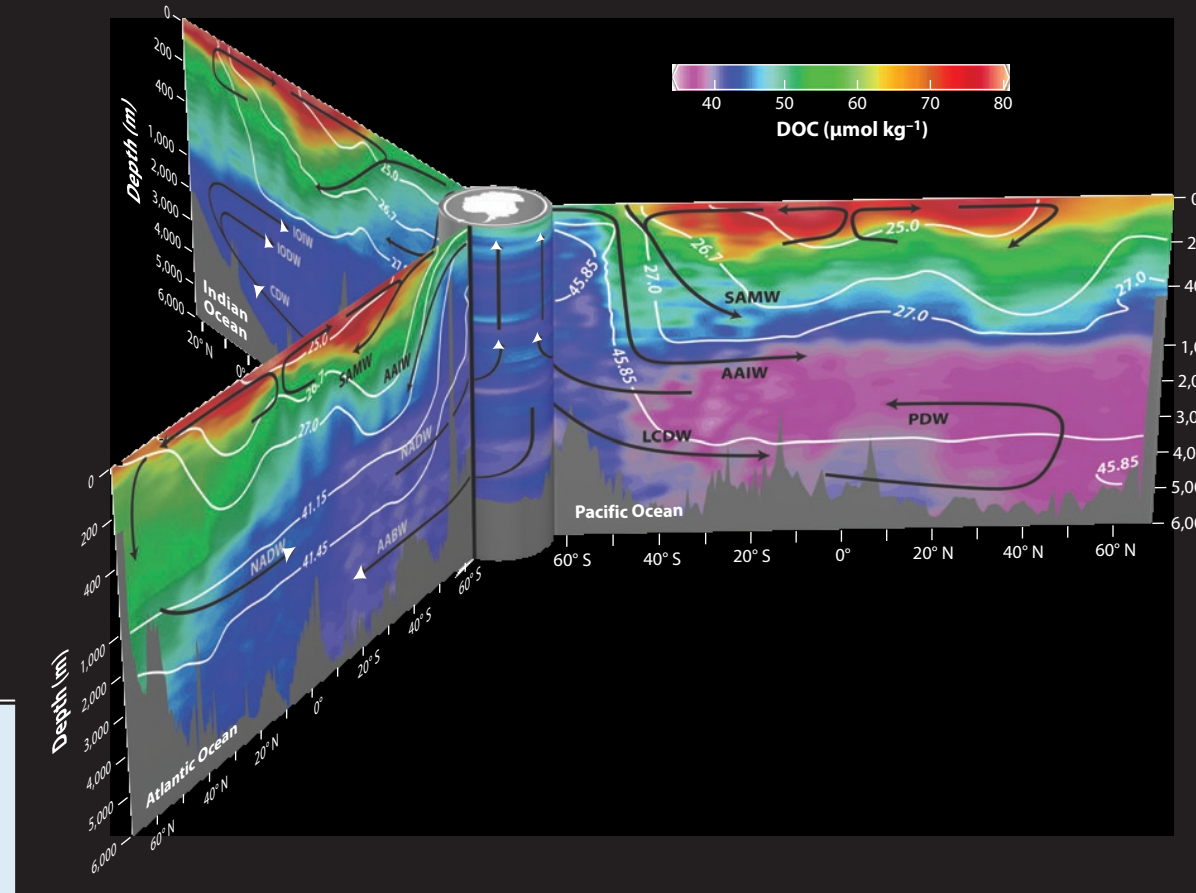 0
200
400
1,000
2,000
3,000
4,000
5,000
6,000
Depth (m)
20° N
0°
Indian
Ocean
25.0
26.7
IOIW
IODW
CDW
40 50 60 70 80
DOC (µmol kg⁻¹)
25.0
26.7
27.0
SAMW
AAIW
NADW
41.15
41.45
NADW
AABW
0
200
400
1,000
2,000
3,000
4,000
5,000
6,000
Depth (m)
Atlantic Ocean
60° N
40° N
20° N
0°
20° S
40° S
60° S
45.85
45.85
27.0
26.7
25.0
27.0
27.0
SAMW
AAIW
LCDW
PDW
45.85
Pacific Ocean
60° S 40° S 20° S 0° 20° N 40° N 60° N